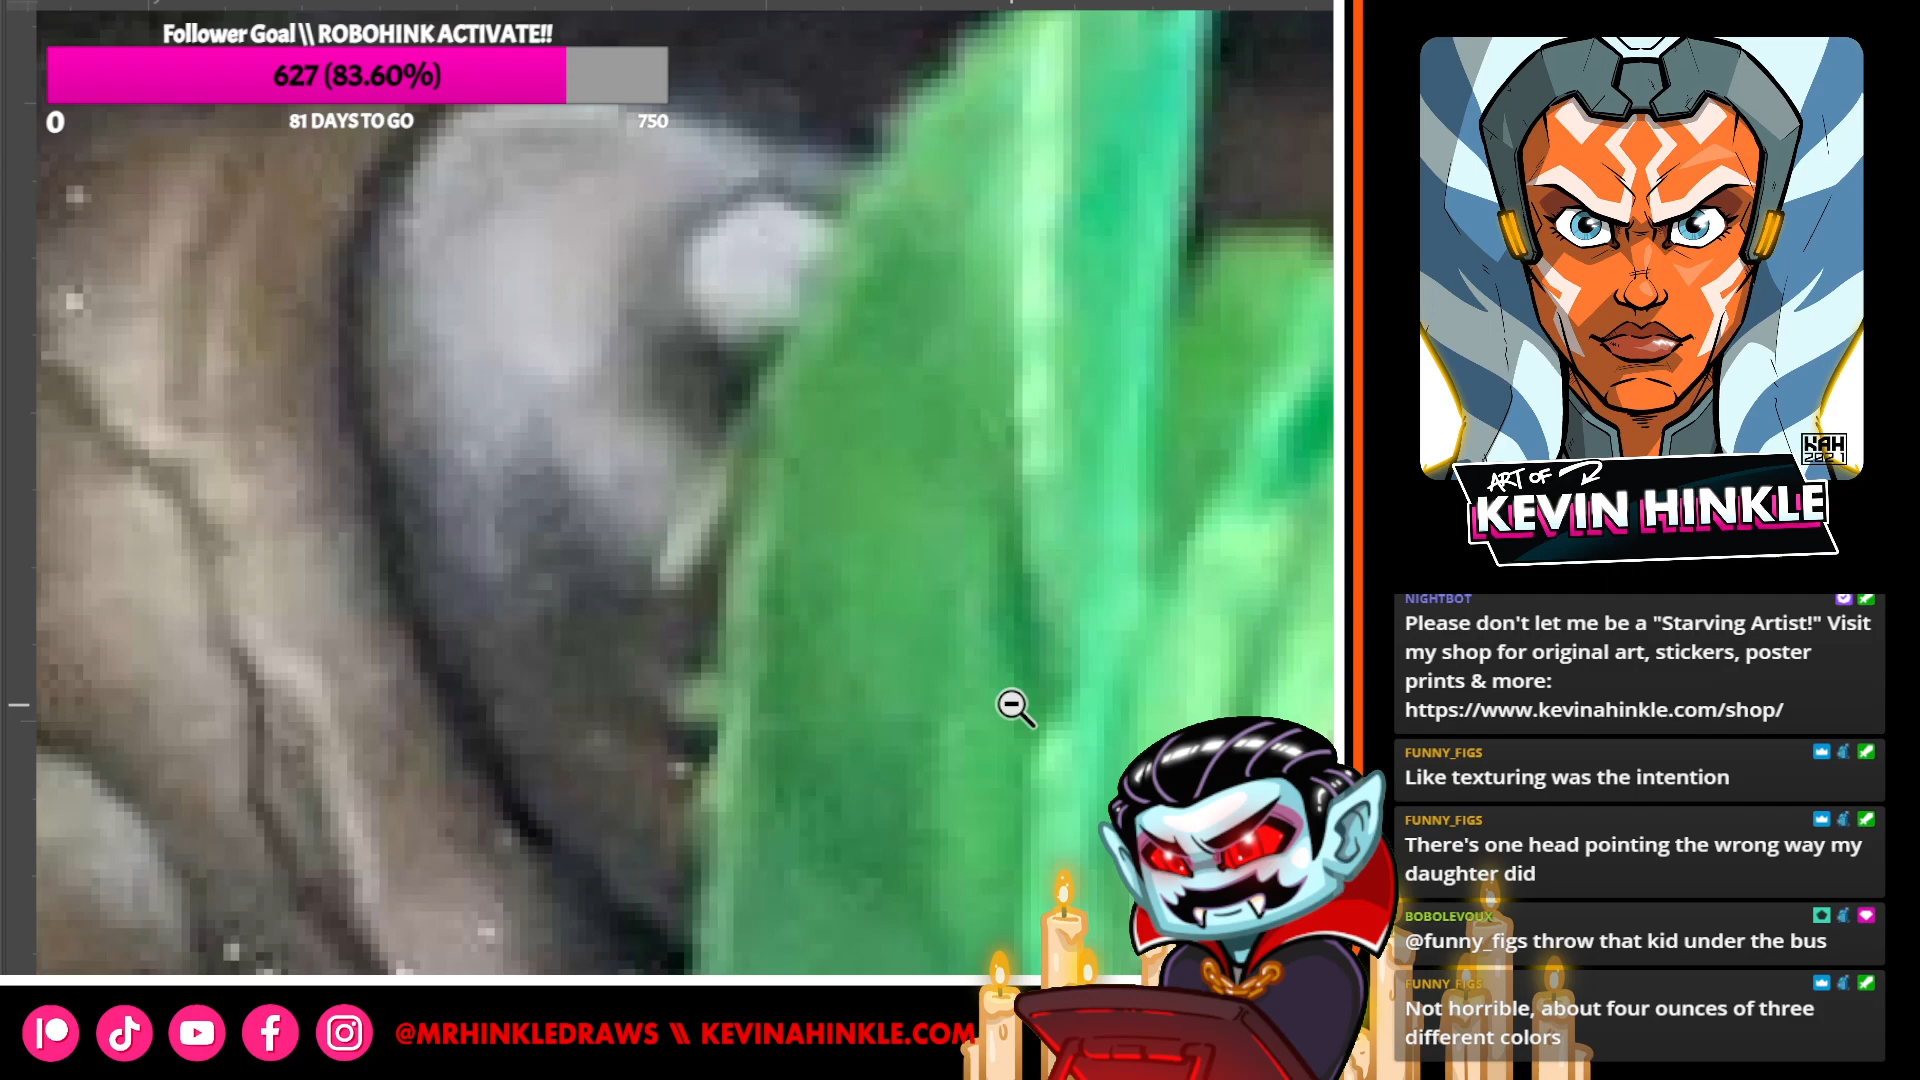 Follower Goal \\ ROBOHINK ACTIVATE!!
627 (83.60%)
0
81 DAYS TO GO
750
KAH
2021
ART OF
KEVIN HINKLE
NIGHTBOT
Please don't let me be a "Starving Artist!" Visit
my shop for original art, stickers, poster
prints & more:
https://www.kevinahinkle.com/shop/
FUNNY_FIGS
Like texturing was the intention
FUNNY_FIGS
There's one head pointing the wrong way my
daughter did
BOBOLEVOUX
@funny_figs throw that kid under the bus
FUNNY_FIGS
Not horrible, about four ounces of three
different colors
@MRHINKLEDRAWS \\ KEVINAHINKLE.COM